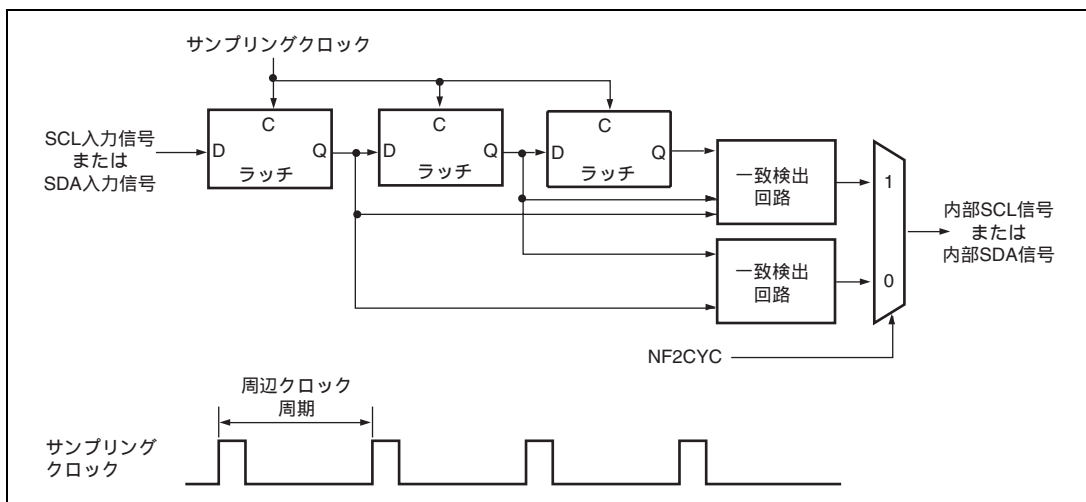 サンプリングクロック
C
C
C
SCL入力信号
または
SDA入力信号
D
Q
D
Q
D
Q
ラッチ
ラッチ
ラッチ
一致検出
回路
1
内部SCL信号
または
内部SDA信号
一致検出
回路
0
NF2CYC
周辺クロック
周期
サンプリング
クロック